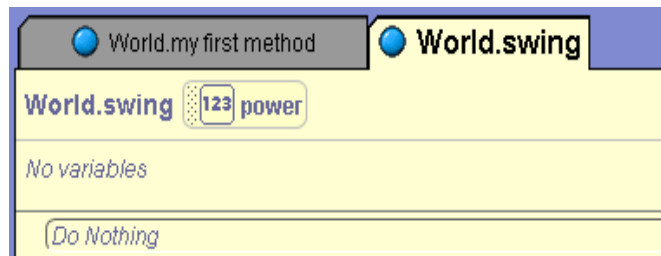 World.my first method World.swing
World.swing 123 power
No variables
Do Nothing